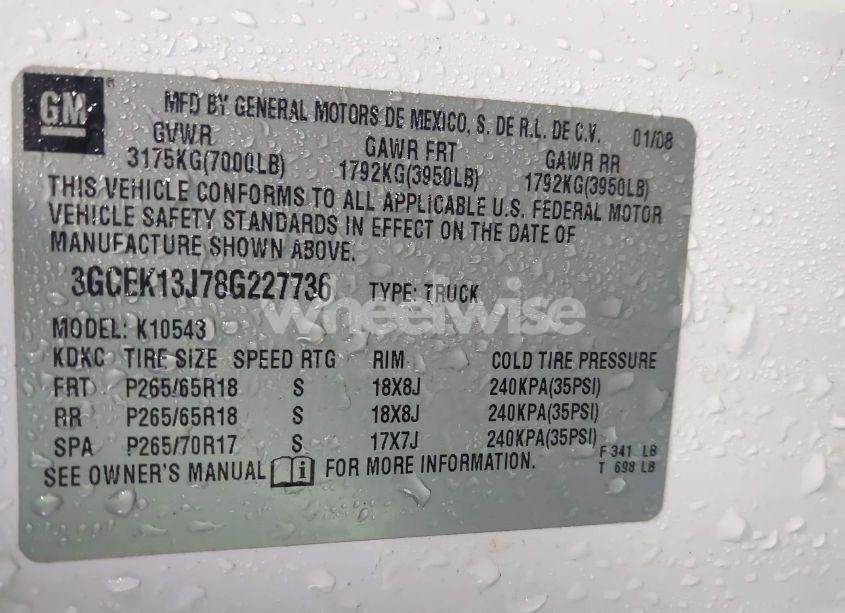 GM
MFD BY GENERAL MOTORS DE MEXICO, S. DE R.L. DE C.V. 01/08
GVWR GAWR FRT GAWR RR
3175KG(7000LB) 1792KG(3950LB) 1792KG(3950LB)
THIS VEHICLE CONFORMS TO ALL APPLICABLE U.S. FEDERAL MOTOR
VEHICLE SAFETY STANDARDS IN EFFECT ON THE DATE OF
MANUFACTURE SHOWN ABOVE.
3GCEK13J78G227736 TYPE: TRUCK
wheelwise
MODEL: K10543
KDKC TIRE SIZE SPEED RTG RIM COLD TIRE PRESSURE
FRT P265/65R18 S 18X8J 240KPA(35PSI)
RR P265/65R18 S 18X8J 240KPA(35PSI)
SPA P265/70R17 S 17X7J 240KPA(35PSI)
F 341 LB
T 698 LB
SEE OWNER'S MANUAL i FOR MORE INFORMATION.